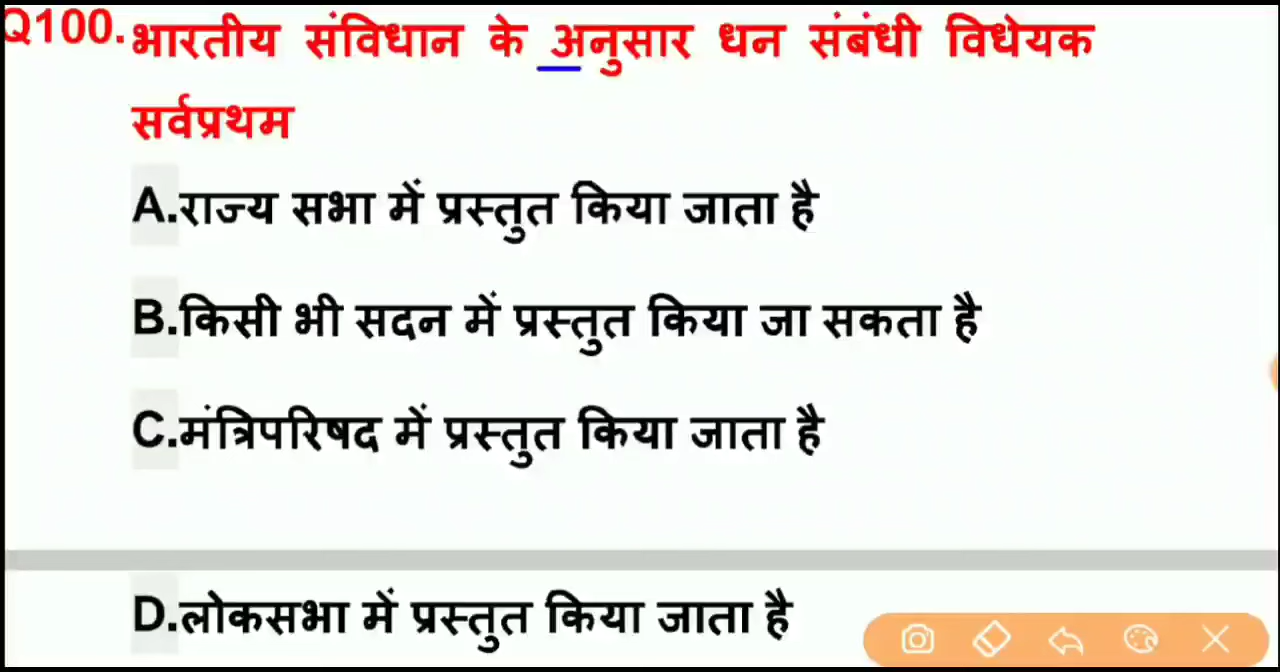 Q100. भारतीय संविधान के अनुसार धन संबंधी विधेयक
सर्वप्रथम
A.राज्य सभा में प्रस्तुत किया जाता है
B.किसी भी सदन में प्रस्तुत किया जा सकता है
C.मंत्रिपरिषद में प्रस्तुत किया जाता है
D.लोकसभा में प्रस्तुत किया जाता है